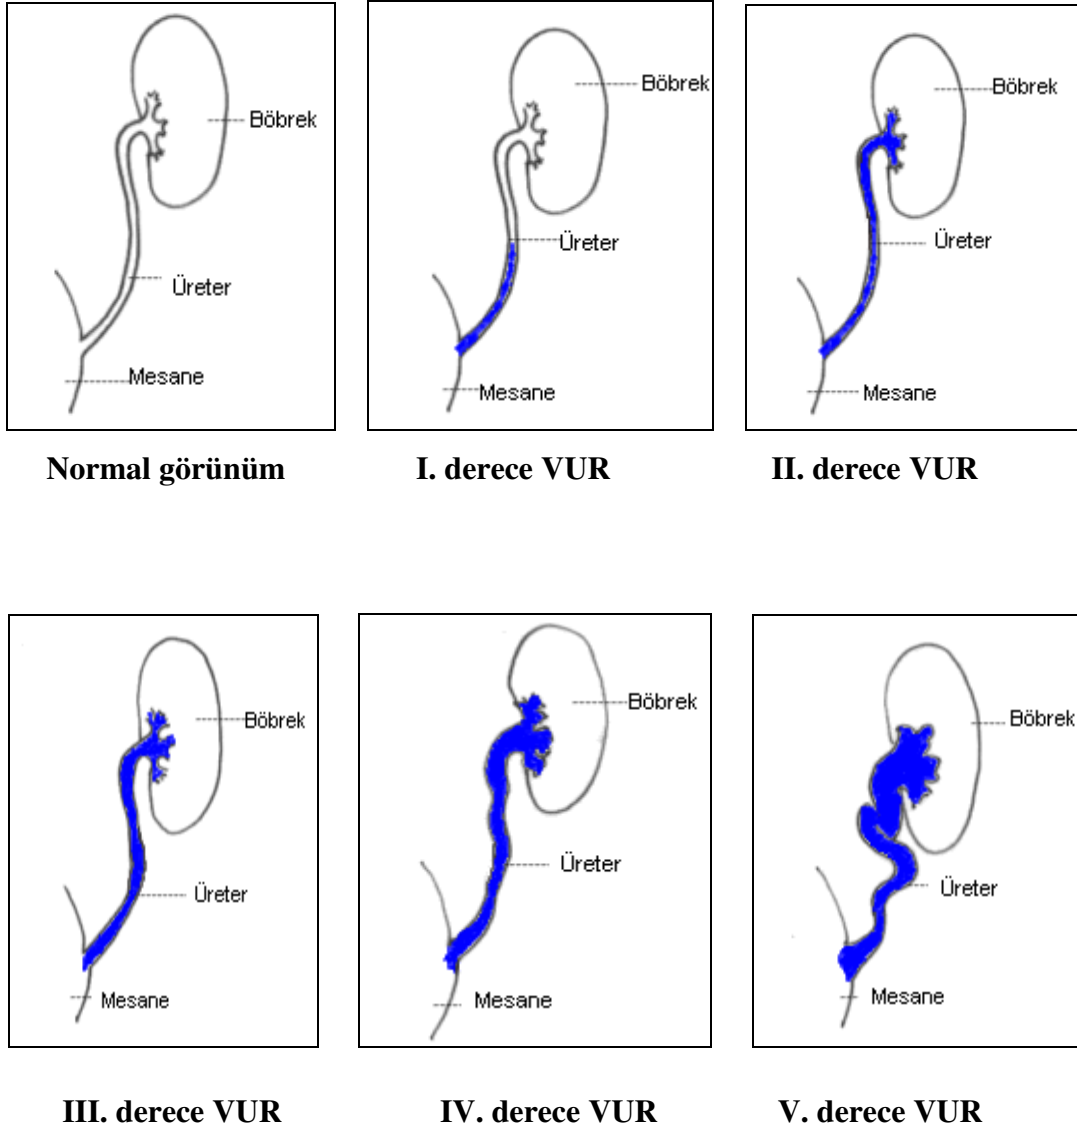 Böbrek
Üreter
Mesane
Normal görünüm
Böbrek
Üreter
Mesane
I. derece VUR
Böbrek
Üreter
Mesane
II. derece VUR
Böbrek
Üreter
Mesane
III. derece VUR
Böbrek
Üreter
Mesane
IV. derece VUR
Böbrek
Üreter
Mesane
V. derece VUR